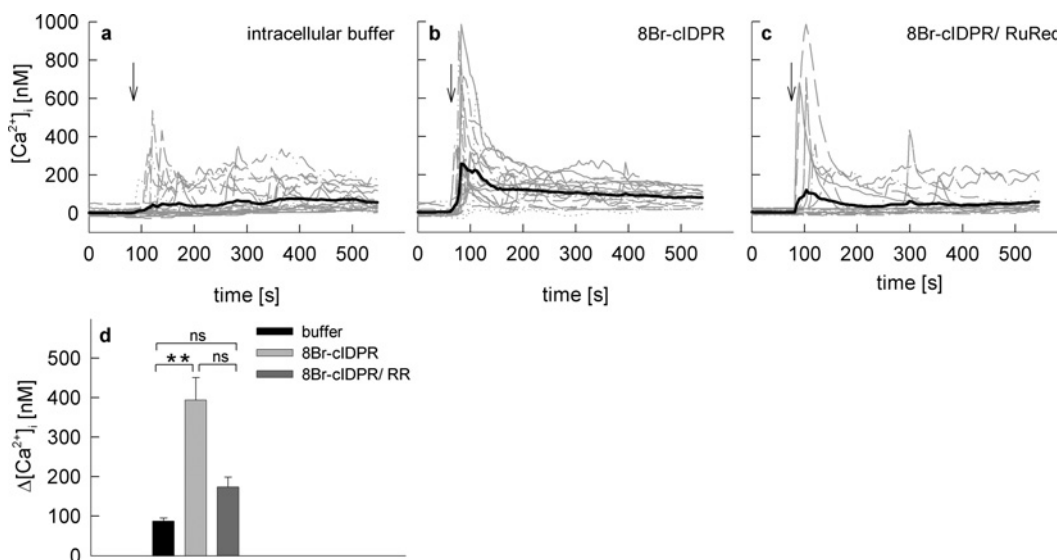 a intracellular buffer
b 8Br-cIDPR
c 8Br-cIDPR/ RuRed
[Ca2+]i [nM]
1000
800
600
400
200
0
0 100 200 300 400 500
0 100 200 300 400 500
0 100 200 300 400 500
time [s]
time [s]
time [s]
d
ns
** ns
buffer
8Br-cIDPR
8Br-cIDPR/ RR
Δ[Ca2+]i [nM]
500
400
300
200
100
0